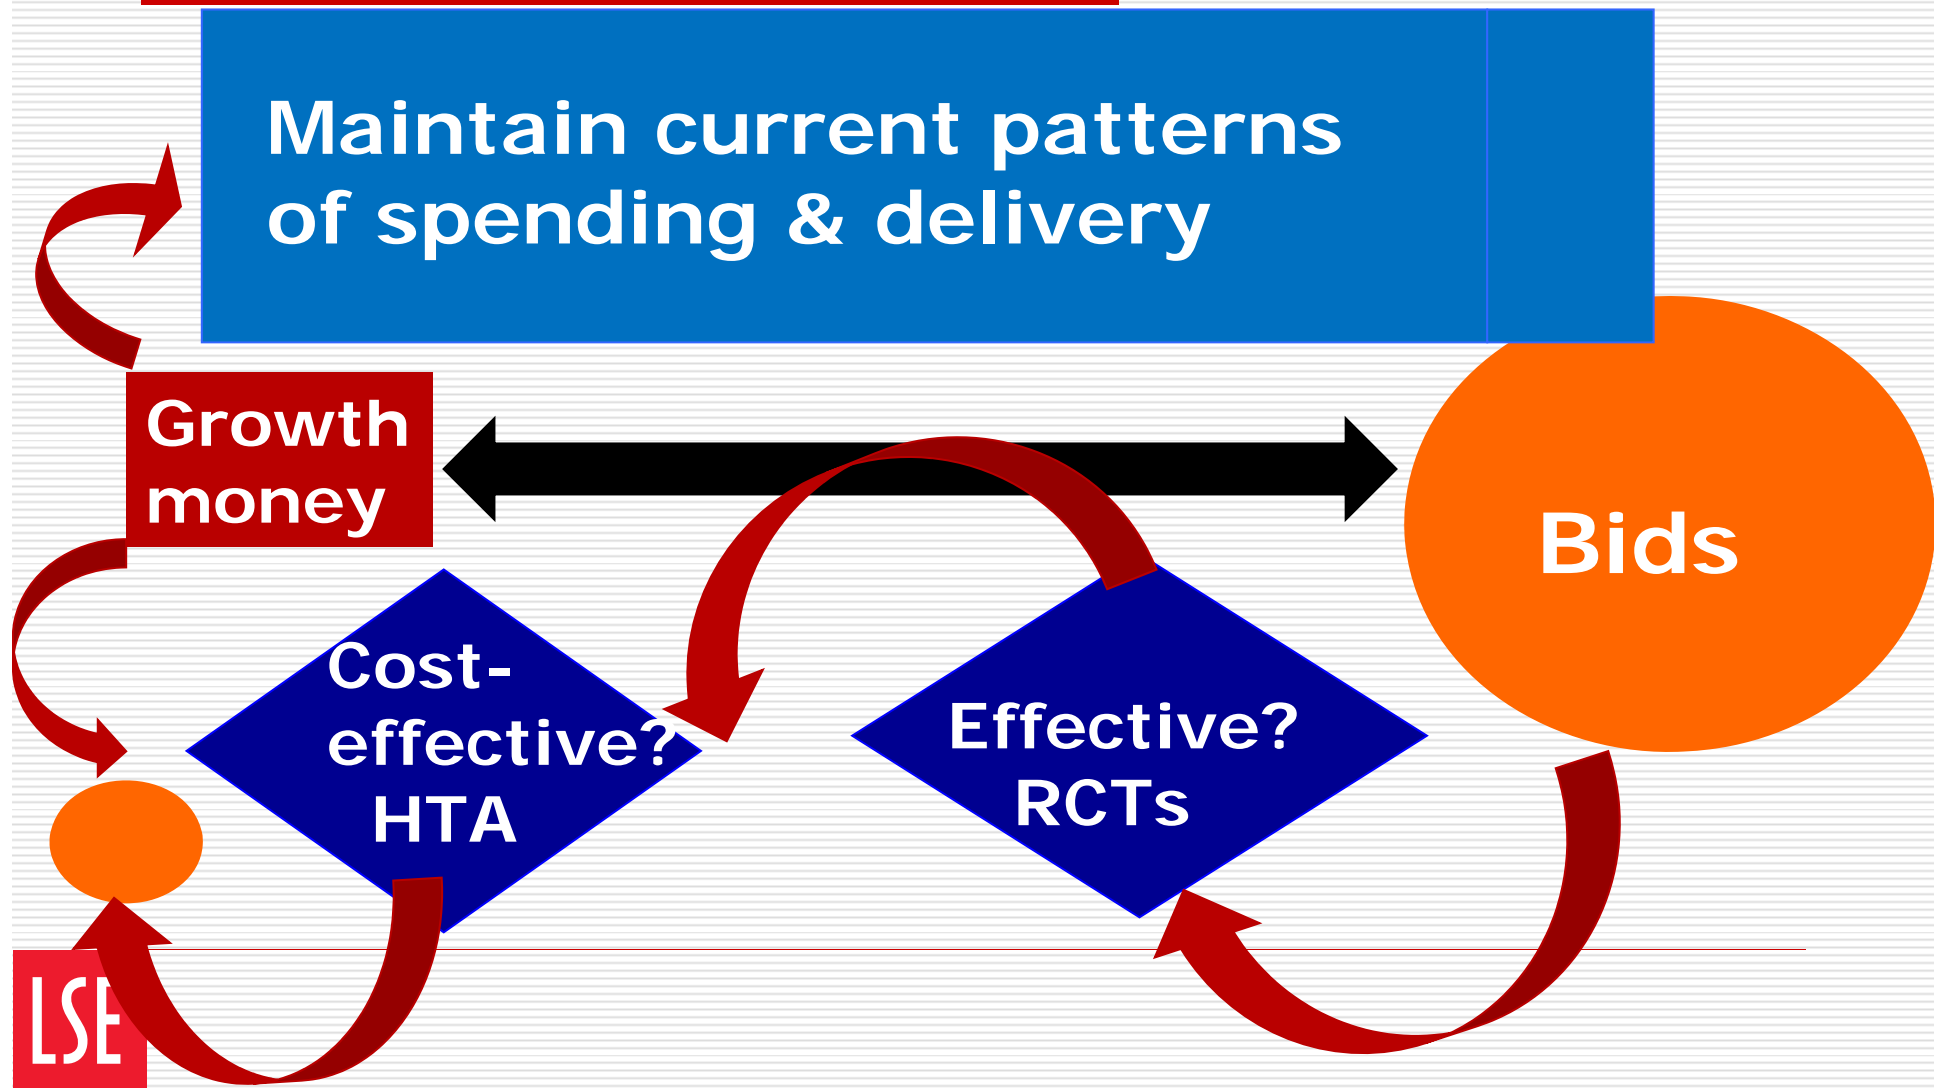 Maintain current patterns
of spending & delivery
Growth
money
Bids
Cost-
effective?
HTA
Effective?
RCTs
LSE